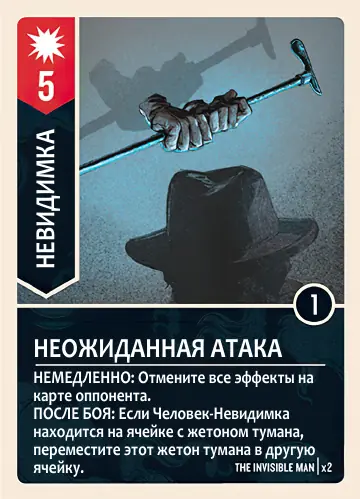 5
НЕВИДИМКА
1
НЕОЖИДАННАЯ АТАКА
НЕМЕДЛЕННО: Отмените все эффекты на
карте оппонента.
ПОСЛЕ БОЯ: Если Человек-Невидимка
находится на ячейке с жетоном тумана,
переместите этот жетон тумана в другую
ячейку.
THE INVISIBLE MAN | x2